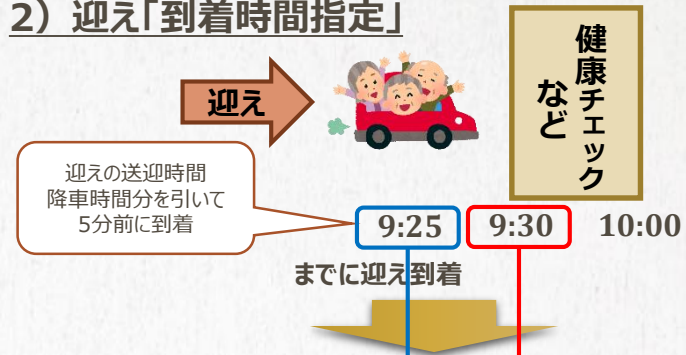 2）迎え「到着時間指定」
迎え
健康チェック
など
迎えの送迎時間
降車時間分を引いて
5分前に到着
9:25 9:30 10:00
までに迎え到着